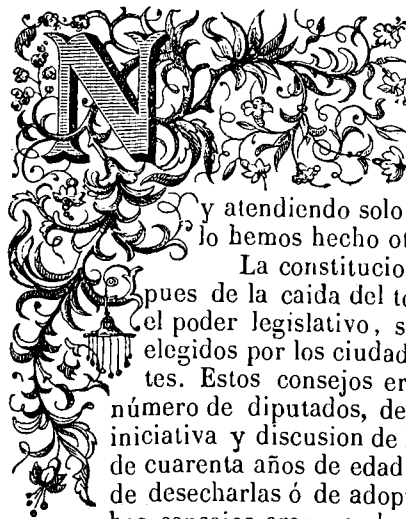 N
y atendiendo solo
lo hemos hecho ot
La constitucio
pues de la caida del te
el poder legislativo, s
elegidos por los ciudad
tes. Estos consejos er
número de diputados, de
iniciativa y discusion de
de cuarenta años de edad
de desecharlas ó de adop